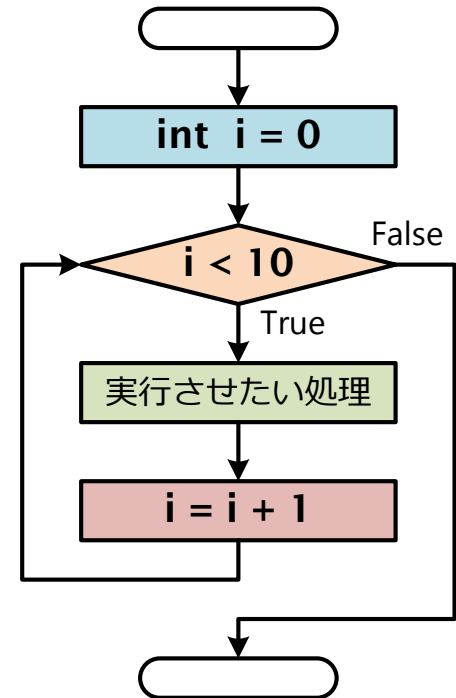 int i = 0
i < 10
False
True
実行させたい処理
i = i + 1